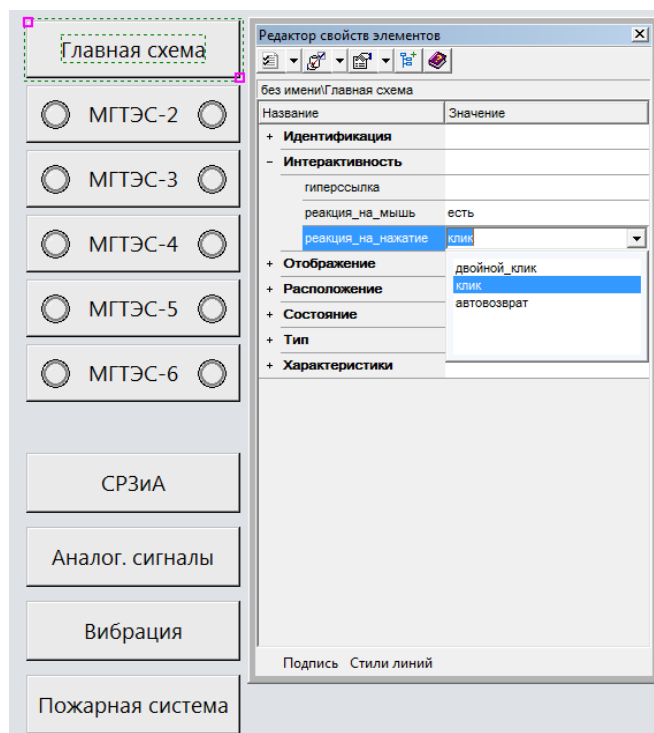 Главная схема
МГТЭС-2
МГТЭС-3
МГТЭС-4
МГТЭС-5
МГТЭС-6
СРЗиА
Аналог. сигналы
Вибрация
Пожарная система
Редактор свойств элементов
без имени\Главная схема
Название Значение
+ Идентификация
− Интерактивность
гиперссылка
реакция_на_мышь есть
реакция_на_нажатие клик
двойной_клик
клик
автовозврат
+ Отображение
+ Расположение
+ Состояние
+ Тип
+ Характеристики
Подпись Стили линий